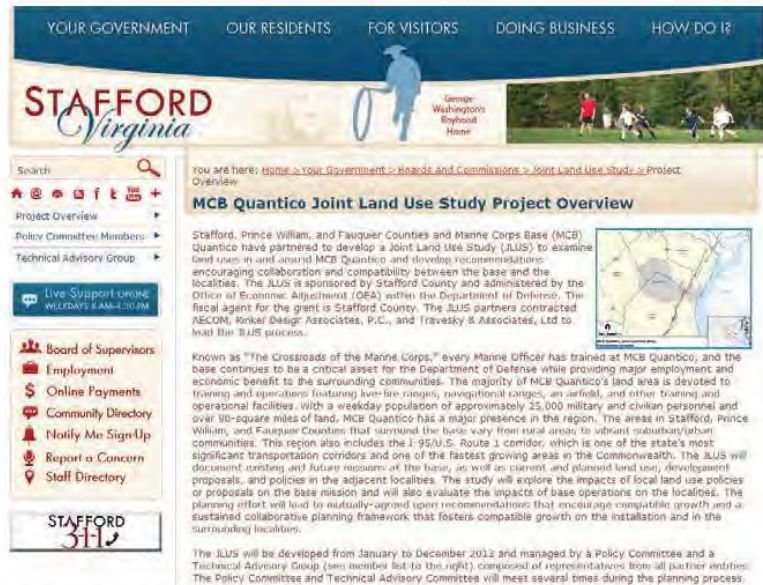 YOUR GOVERNMENT OUR RESIDENTS FOR VISITORS DOING BUSINESS HOW DO I?
STAFFORD
Virginia
George
Washington's
Boyhood
Home
Search
You are here: Home > Your Government > Boards and Commissions > Joint Land Use Study > Project
Overview
MCB Quantico Joint Land Use Study Project Overview
Project Overview
Policy Committee Members
Technical Advisory Group
Live Support ONLINE
WEEKDAYS 8 AM-4:30 PM
Board of Supervisors
Employment
Online Payments
Community Directory
Notify Me Sign-Up
Report a Concern
Staff Directory
STAFFORD
311
Stafford, Prince William, and Fauquier Counties and Marine Corps Base (MCB)
Quantico have partnered to develop a Joint Land Use Study (JLUS) to examine
land uses in and around MCB Quantico and develop recommendations
encouraging collaboration and compatibility between the base and the
localities. The JLUS is sponsored by Stafford County and administered by the
Office of Economic Adjustment (OEA) within the Department of Defense. The
fiscal agent for the grant is Stafford County. The JLUS partners contracted
AECOM, Rinker Design Associates, P.C., and Travesky & Associates, Ltd to
lead the JLUS process.
Known as "The Crossroads of the Marine Corps," every Marine Officer has trained at MCB Quantico, and the
base continues to be a critical asset for the Department of Defense while providing major employment and
economic benefit to the surrounding communities. The majority of MCB Quantico's land area is devoted to
training and operations featuring live-fire ranges, navigational ranges, an airfield, and other training and
operational facilities. With a weekday population of approximately 25,000 military and civilian personnel and
over 90-square miles of land, MCB Quantico has a major presence in the region. The areas in Stafford, Prince
William, and Fauquier Counties that surround the base vary from rural areas to vibrant suburban/urban
communities. This region also includes the I-95/U.S. Route 1 corridor, which is one of the state's most
significant transportation corridors and one of the fastest growing areas in the Commonwealth. The JLUS will
document existing and future missions at the base, as well as current and planned land use, development
proposals, and policies in the adjacent localities. The study will explore the impacts of local land use policies
or proposals on the base mission and will also evaluate the impacts of base operations on the localities. The
planning effort will lead to mutually-agreed upon recommendations that encourage compatible growth and a
sustained collaborative planning framework that fosters compatible growth on the installation and in the
surrounding localities.
The JLUS will be developed from January to December 2013 and managed by a Policy Committee and a
Technical Advisory Group (see member list to the right) composed of representatives from all partner entities.
The Policy Committee and Technical Advisory Committee will meet several times during the planning process.